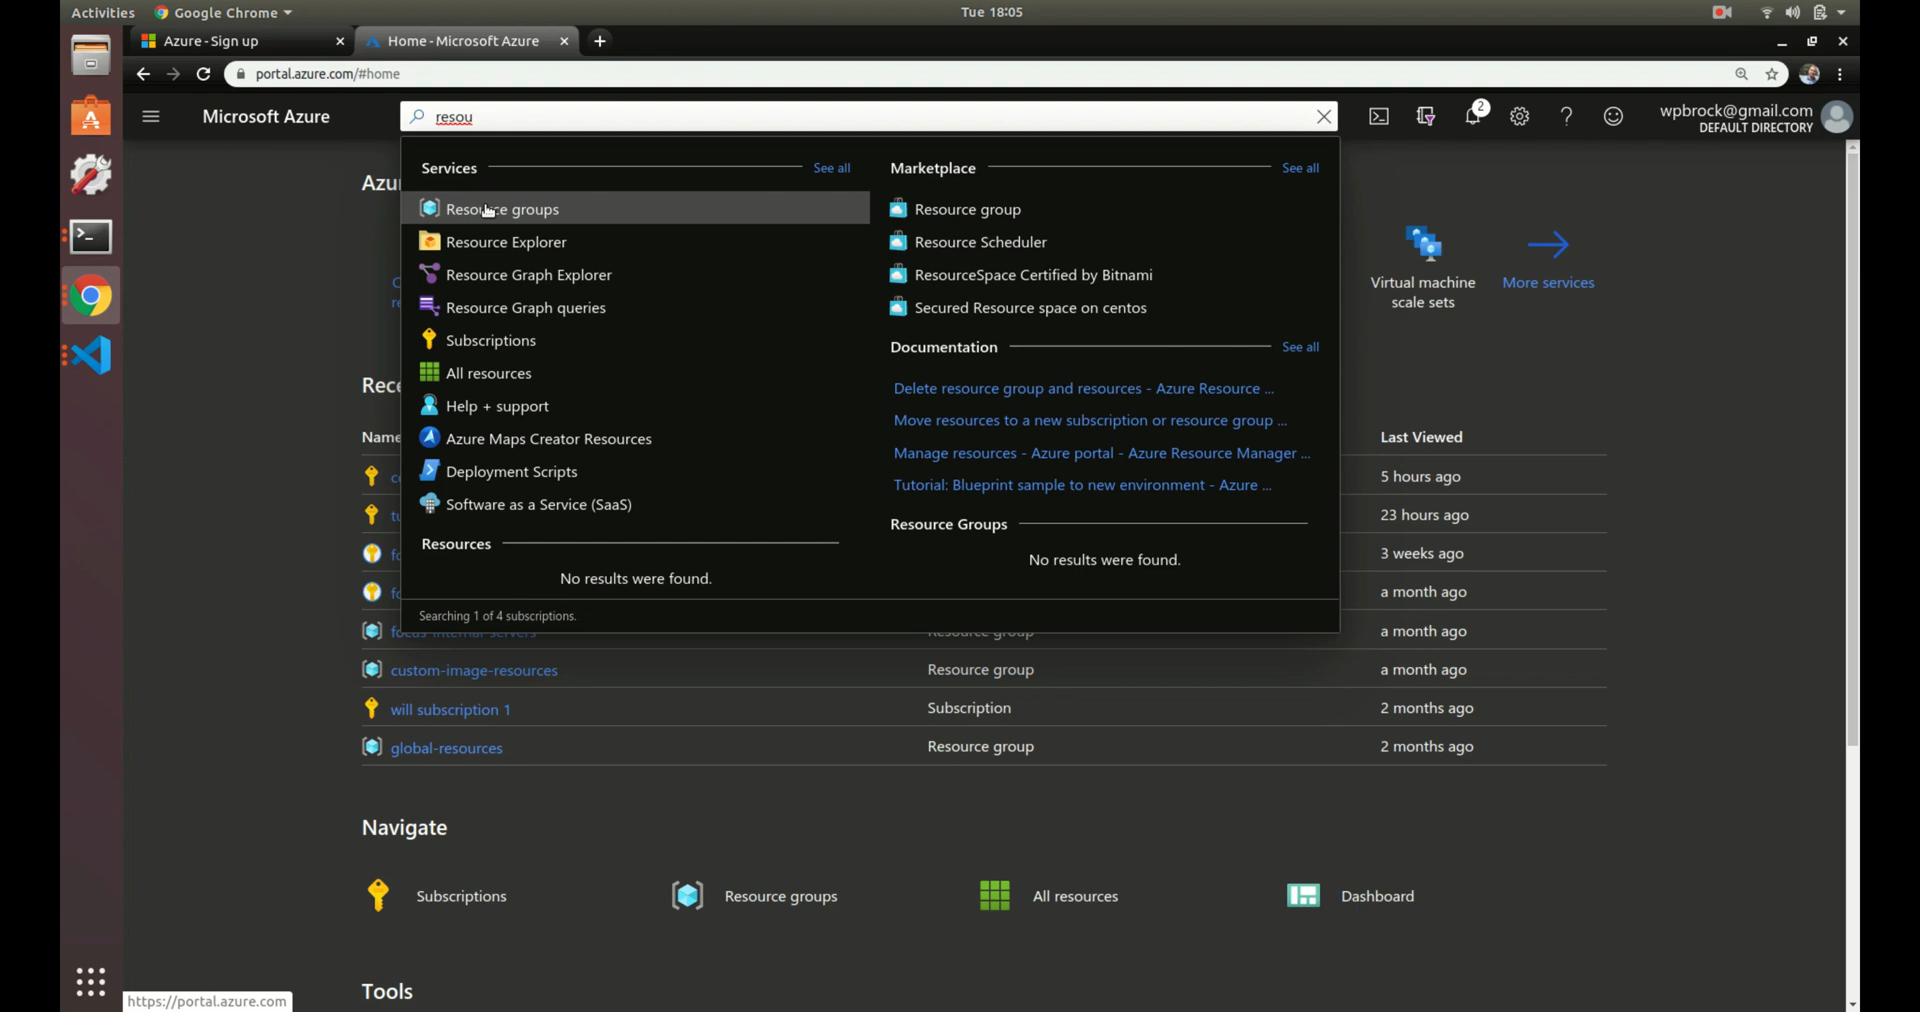 Activities
Google Chrome
Tue 18:05
Azure - Sign up
Home - Microsoft Azure
portal.azure.com/#home
Microsoft Azure
resou
2
wpbrock@gmail.com
DEFAULT DIRECTORY
Services
See all
Resource groups
Resource Explorer
Resource Graph Explorer
Resource Graph queries
Subscriptions
All resources
Help + support
Azure Maps Creator Resources
Deployment Scripts
Software as a Service (SaaS)
Resources
No results were found.
Marketplace
See all
Resource group
Resource Scheduler
ResourceSpace Certified by Bitnami
Secured Resource space on centos
Documentation
See all
Delete resource group and resources - Azure Resource ...
Move resources to a new subscription or resource group ...
Manage resources - Azure portal - Azure Resource Manager ...
Tutorial: Blueprint sample to new environment - Azure ...
Resource Groups
No results were found.
Searching 1 of 4 subscriptions.
Virtual machine
scale sets
More services
Name
Last Viewed
5 hours ago
23 hours ago
3 weeks ago
a month ago
focus-internal-servers Resource group a month ago
custom-image-resources Resource group a month ago
will subscription 1 Subscription 2 months ago
global-resources Resource group 2 months ago
Navigate
Subscriptions
Resource groups
All resources
Dashboard
Tools
https://portal.azure.com